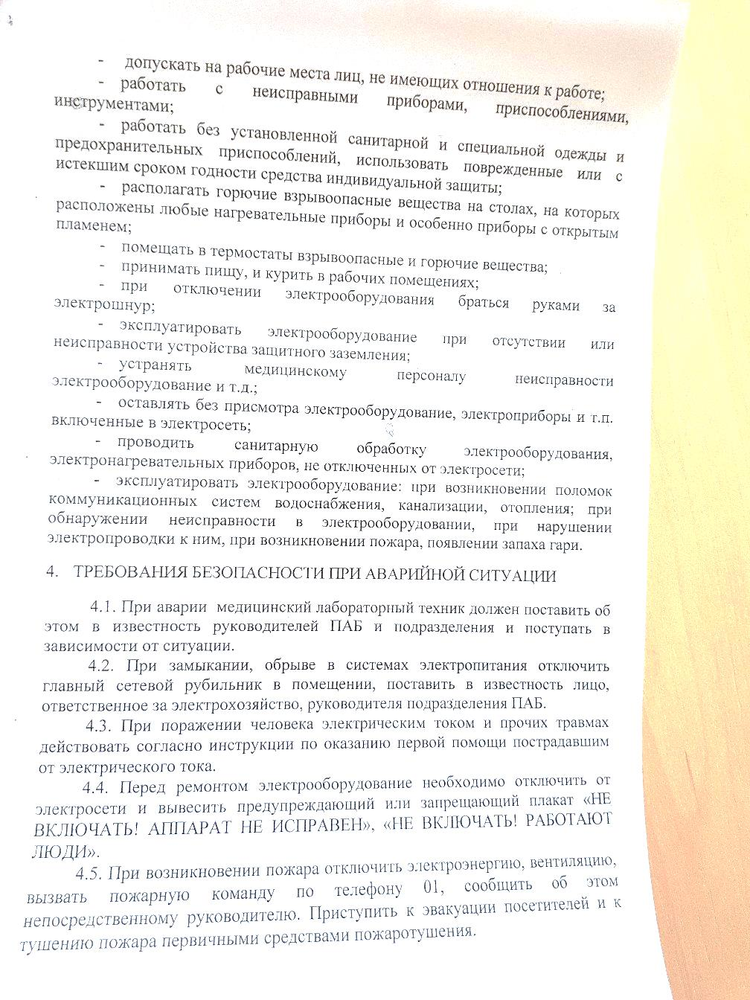 - допускать на рабочие места лиц, не имеющих отношения к работе;
- работать с неисправными приборами, приспособлениями,
инструментами;
- работать без установленной санитарной и специальной одежды и
предохранительных приспособлений, использовать поврежденные или с
истекшим сроком годности средства индивидуальной защиты;
- располагать горючие взрывоопасные вещества на столах, на которых
расположены любые нагревательные приборы и особенно приборы с открытым
пламенем;
- помещать в термостаты взрывоопасные и горючие вещества;
- принимать пищу, и курить в рабочих помещениях;
- при отключении электрооборудования браться руками за
электрошнур;
- эксплуатировать электрооборудование при отсутствии или
неисправности устройства защитного заземления;
- устранять медицинскому персоналу неисправности
электрооборудование и т.д.;
- оставлять без присмотра электрооборудование, электроприборы и т.п.
включенные в электросеть;
- проводить санитарную обработку электрооборудования,
электронагревательных приборов, не отключенных от электросети;
- эксплуатировать электрооборудование: при возникновении поломок
коммуникационных систем водоснабжения, канализации, отопления; при
обнаружении неисправности в электрооборудовании, при нарушении
электропроводки к ним, при возникновении пожара, появлении запаха гари.
4. ТРЕБОВАНИЯ БЕЗОПАСНОСТИ ПРИ АВАРИЙНОЙ СИТУАЦИИ
4.1. При аварии медицинский лабораторный техник должен поставить об
этом в известность руководителей ПАБ и подразделения и поступать в
зависимости от ситуации.
4.2. При замыкании, обрыве в системах электропитания отключить
главный сетевой рубильник в помещении, поставить в известность лицо,
ответственное за электрохозяйство, руководителя подразделения ПАБ.
4.3. При поражении человека электрическим током и прочих травмах
действовать согласно инструкции по оказанию первой помощи пострадавшим
от электрического тока.
4.4. Перед ремонтом электрооборудование необходимо отключить от
электросети и вывесить предупреждающий или запрещающий плакат «НЕ
ВКЛЮЧАТЬ! АППАРАТ НЕ ИСПРАВЕН», «НЕ ВКЛЮЧАТЬ! РАБОТАЮТ
ЛЮДИ».
4.5. При возникновении пожара отключить электроэнергию, вентиляцию,
вызвать пожарную команду по телефону 01, сообщить об этом
непосредственному руководителю. Приступить к эвакуации посетителей и к
тушению пожара первичными средствами пожаротушения.